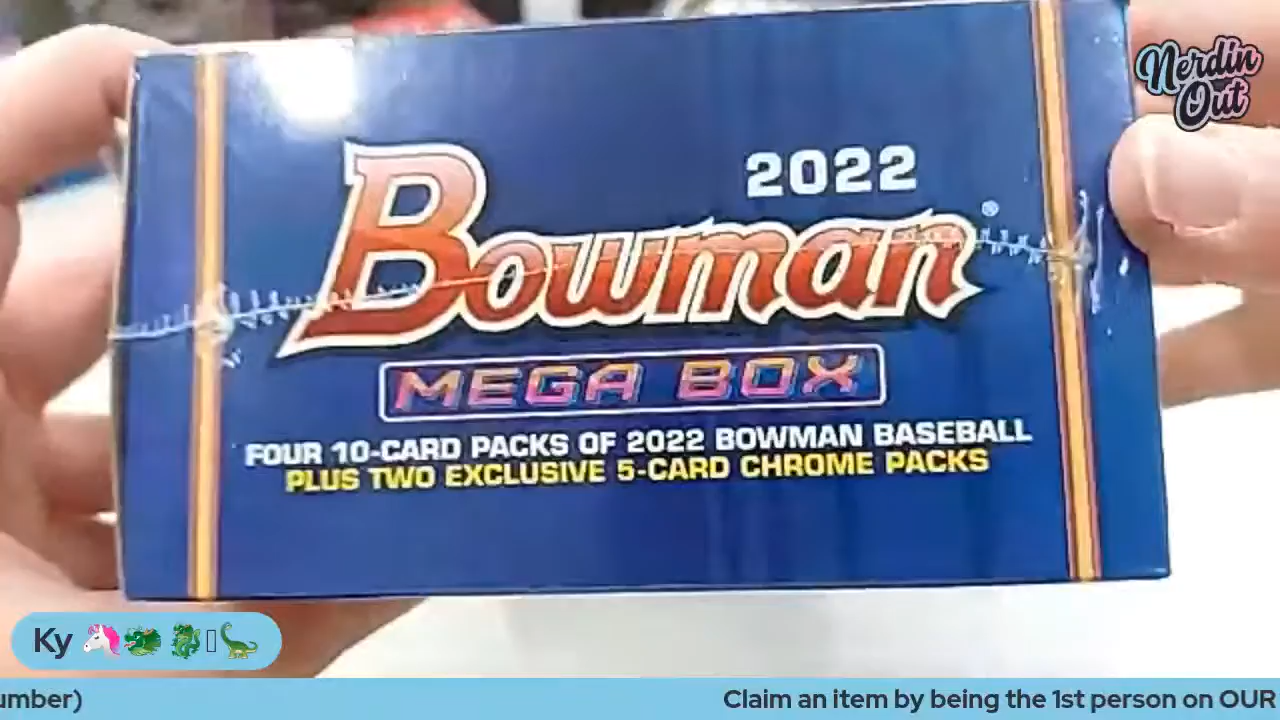 Nerdin
Out
2022
Bowman®
MEGA BOX
FOUR 10-CARD PACKS OF 2022 BOWMAN BASEBALL
PLUS TWO EXCLUSIVE 5-CARD CHROME PACKS
Ky 🦄🐲🐉 🦕
umber)
Claim an item by being the 1st person on OUR